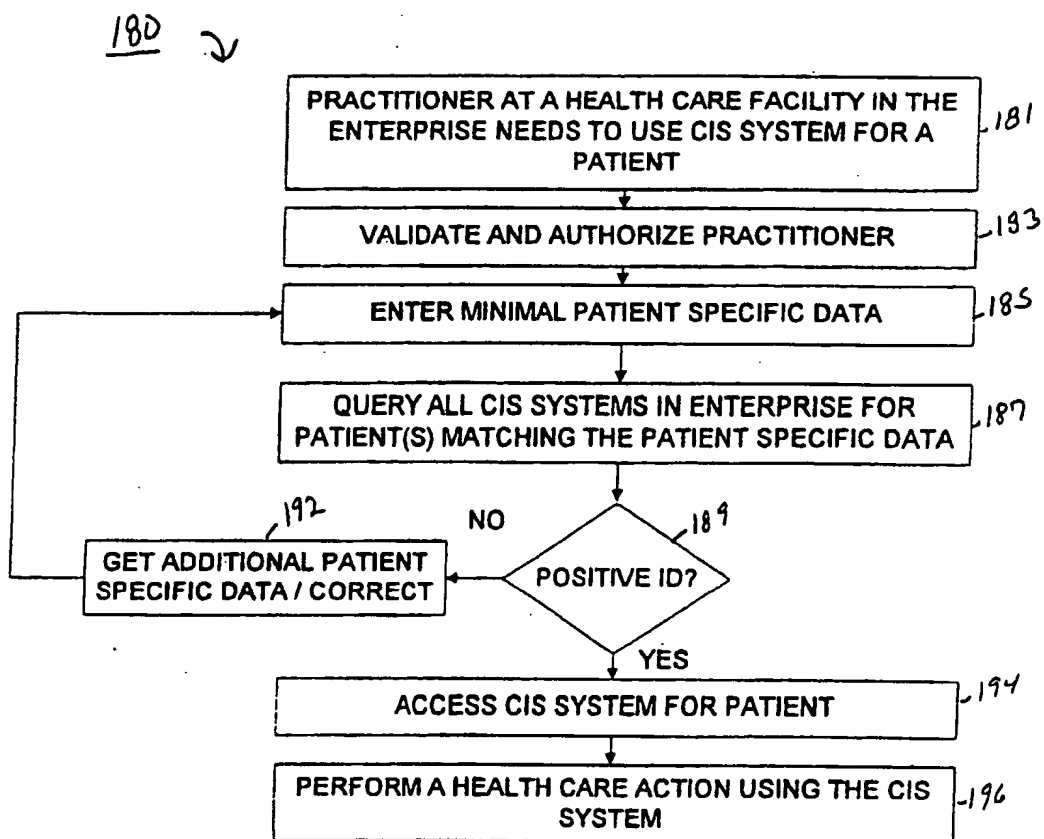 180
PRACTITIONER AT A HEALTH CARE FACILITY IN THE
ENTERPRISE NEEDS TO USE CIS SYSTEM FOR A
PATIENT
181
VALIDATE AND AUTHORIZE PRACTITIONER
183
ENTER MINIMAL PATIENT SPECIFIC DATA
185
QUERY ALL CIS SYSTEMS IN ENTERPRISE FOR
PATIENT(S) MATCHING THE PATIENT SPECIFIC DATA
187
POSITIVE ID?
189
NO
192
GET ADDITIONAL PATIENT
SPECIFIC DATA / CORRECT
YES
ACCESS CIS SYSTEM FOR PATIENT
194
PERFORM A HEALTH CARE ACTION USING THE CIS
SYSTEM
196